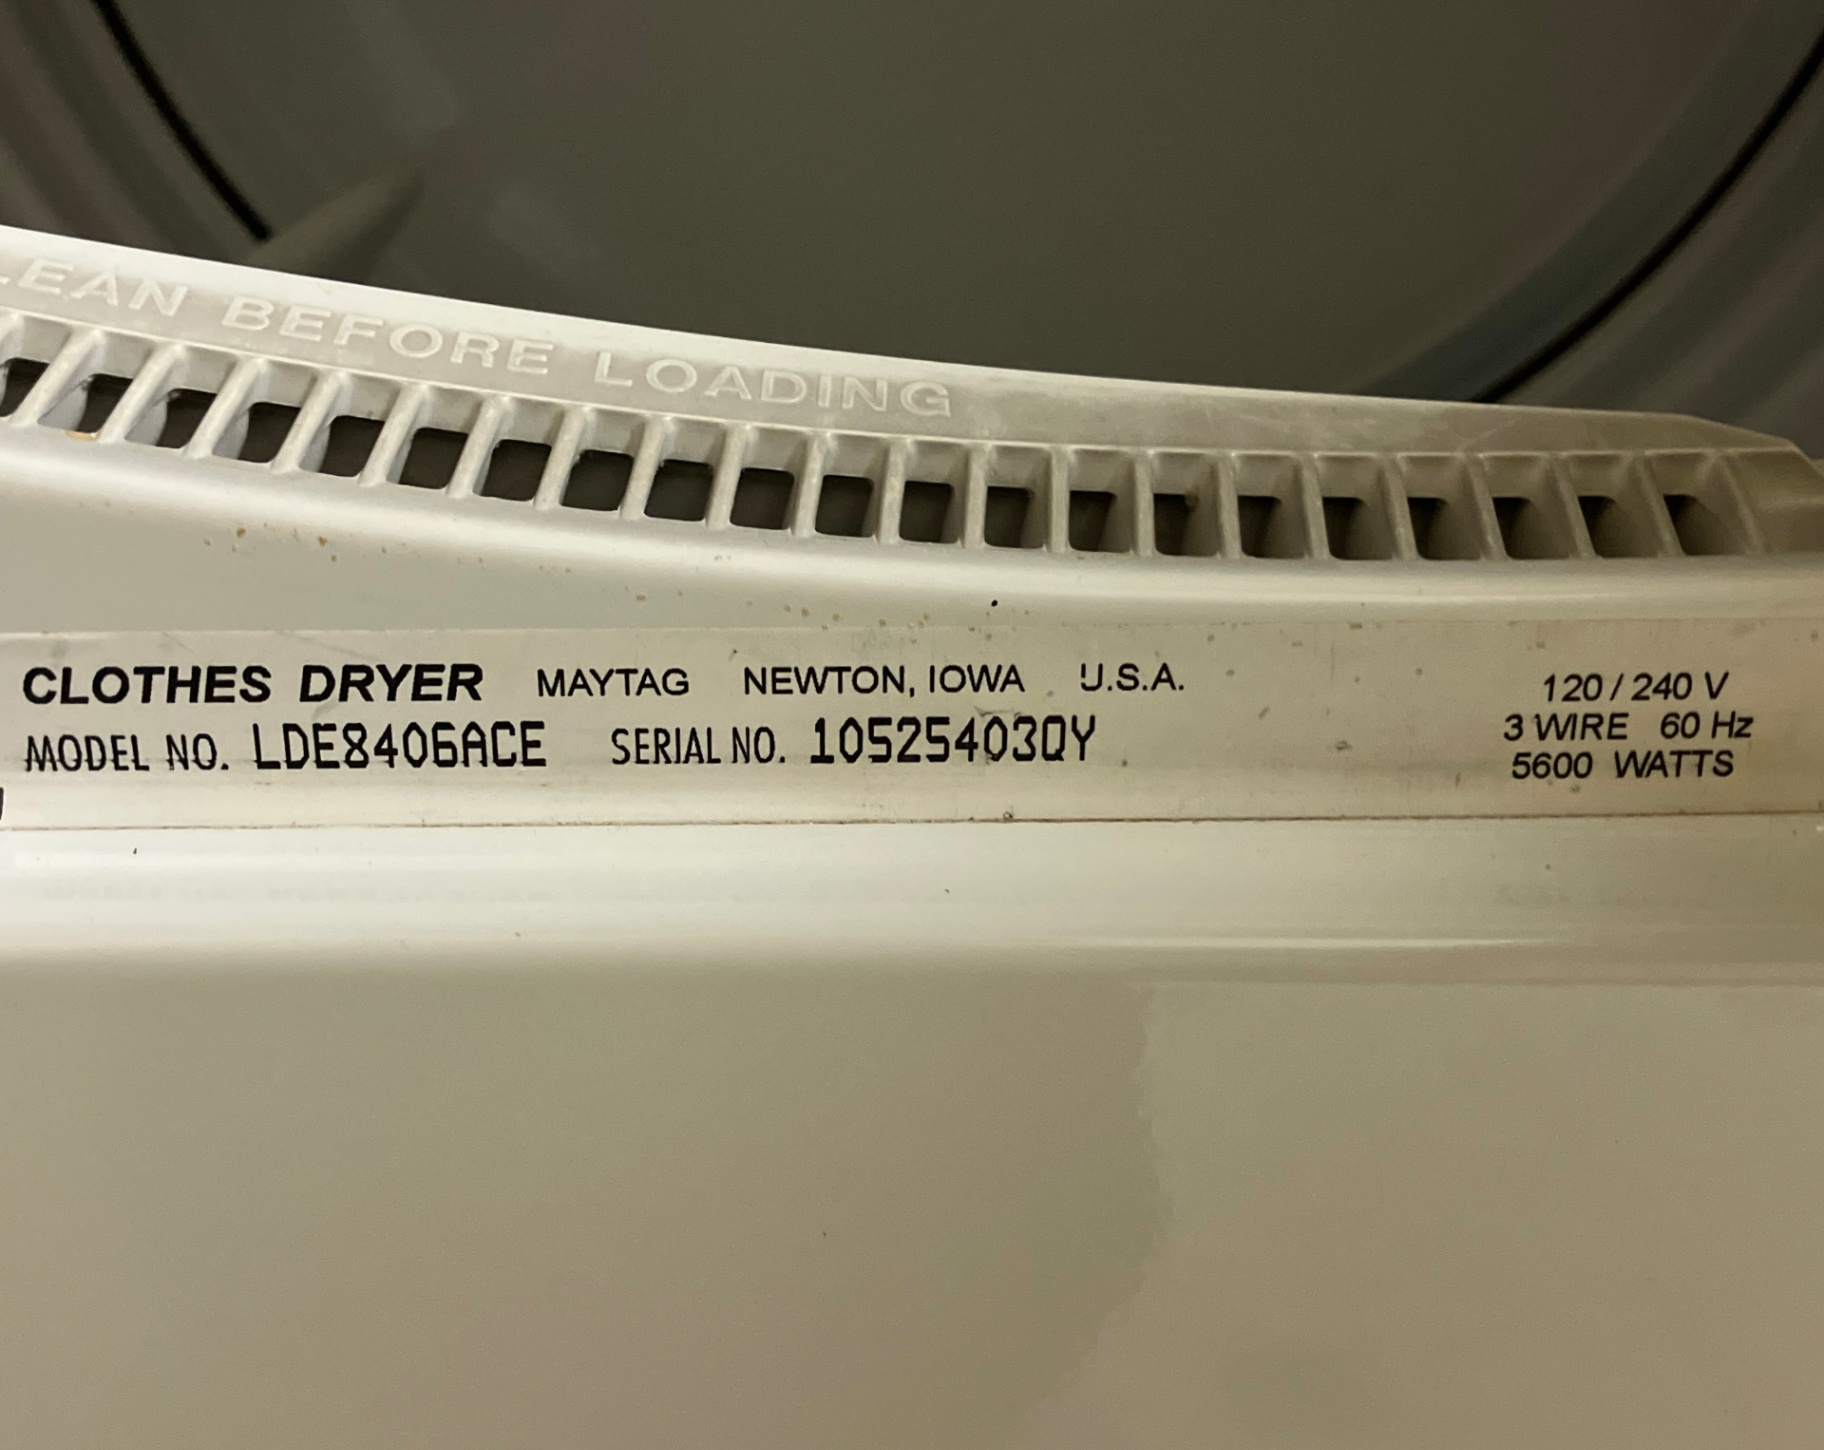 LEAN BEFORE LOADING
CLOTHES DRYER MAYTAG NEWTON, IOWA U.S.A.
MODEL NO. LDE8406ACE SERIAL NO. 10525403QY
120 / 240 V
3 WIRE 60 Hz
5600 WATTS